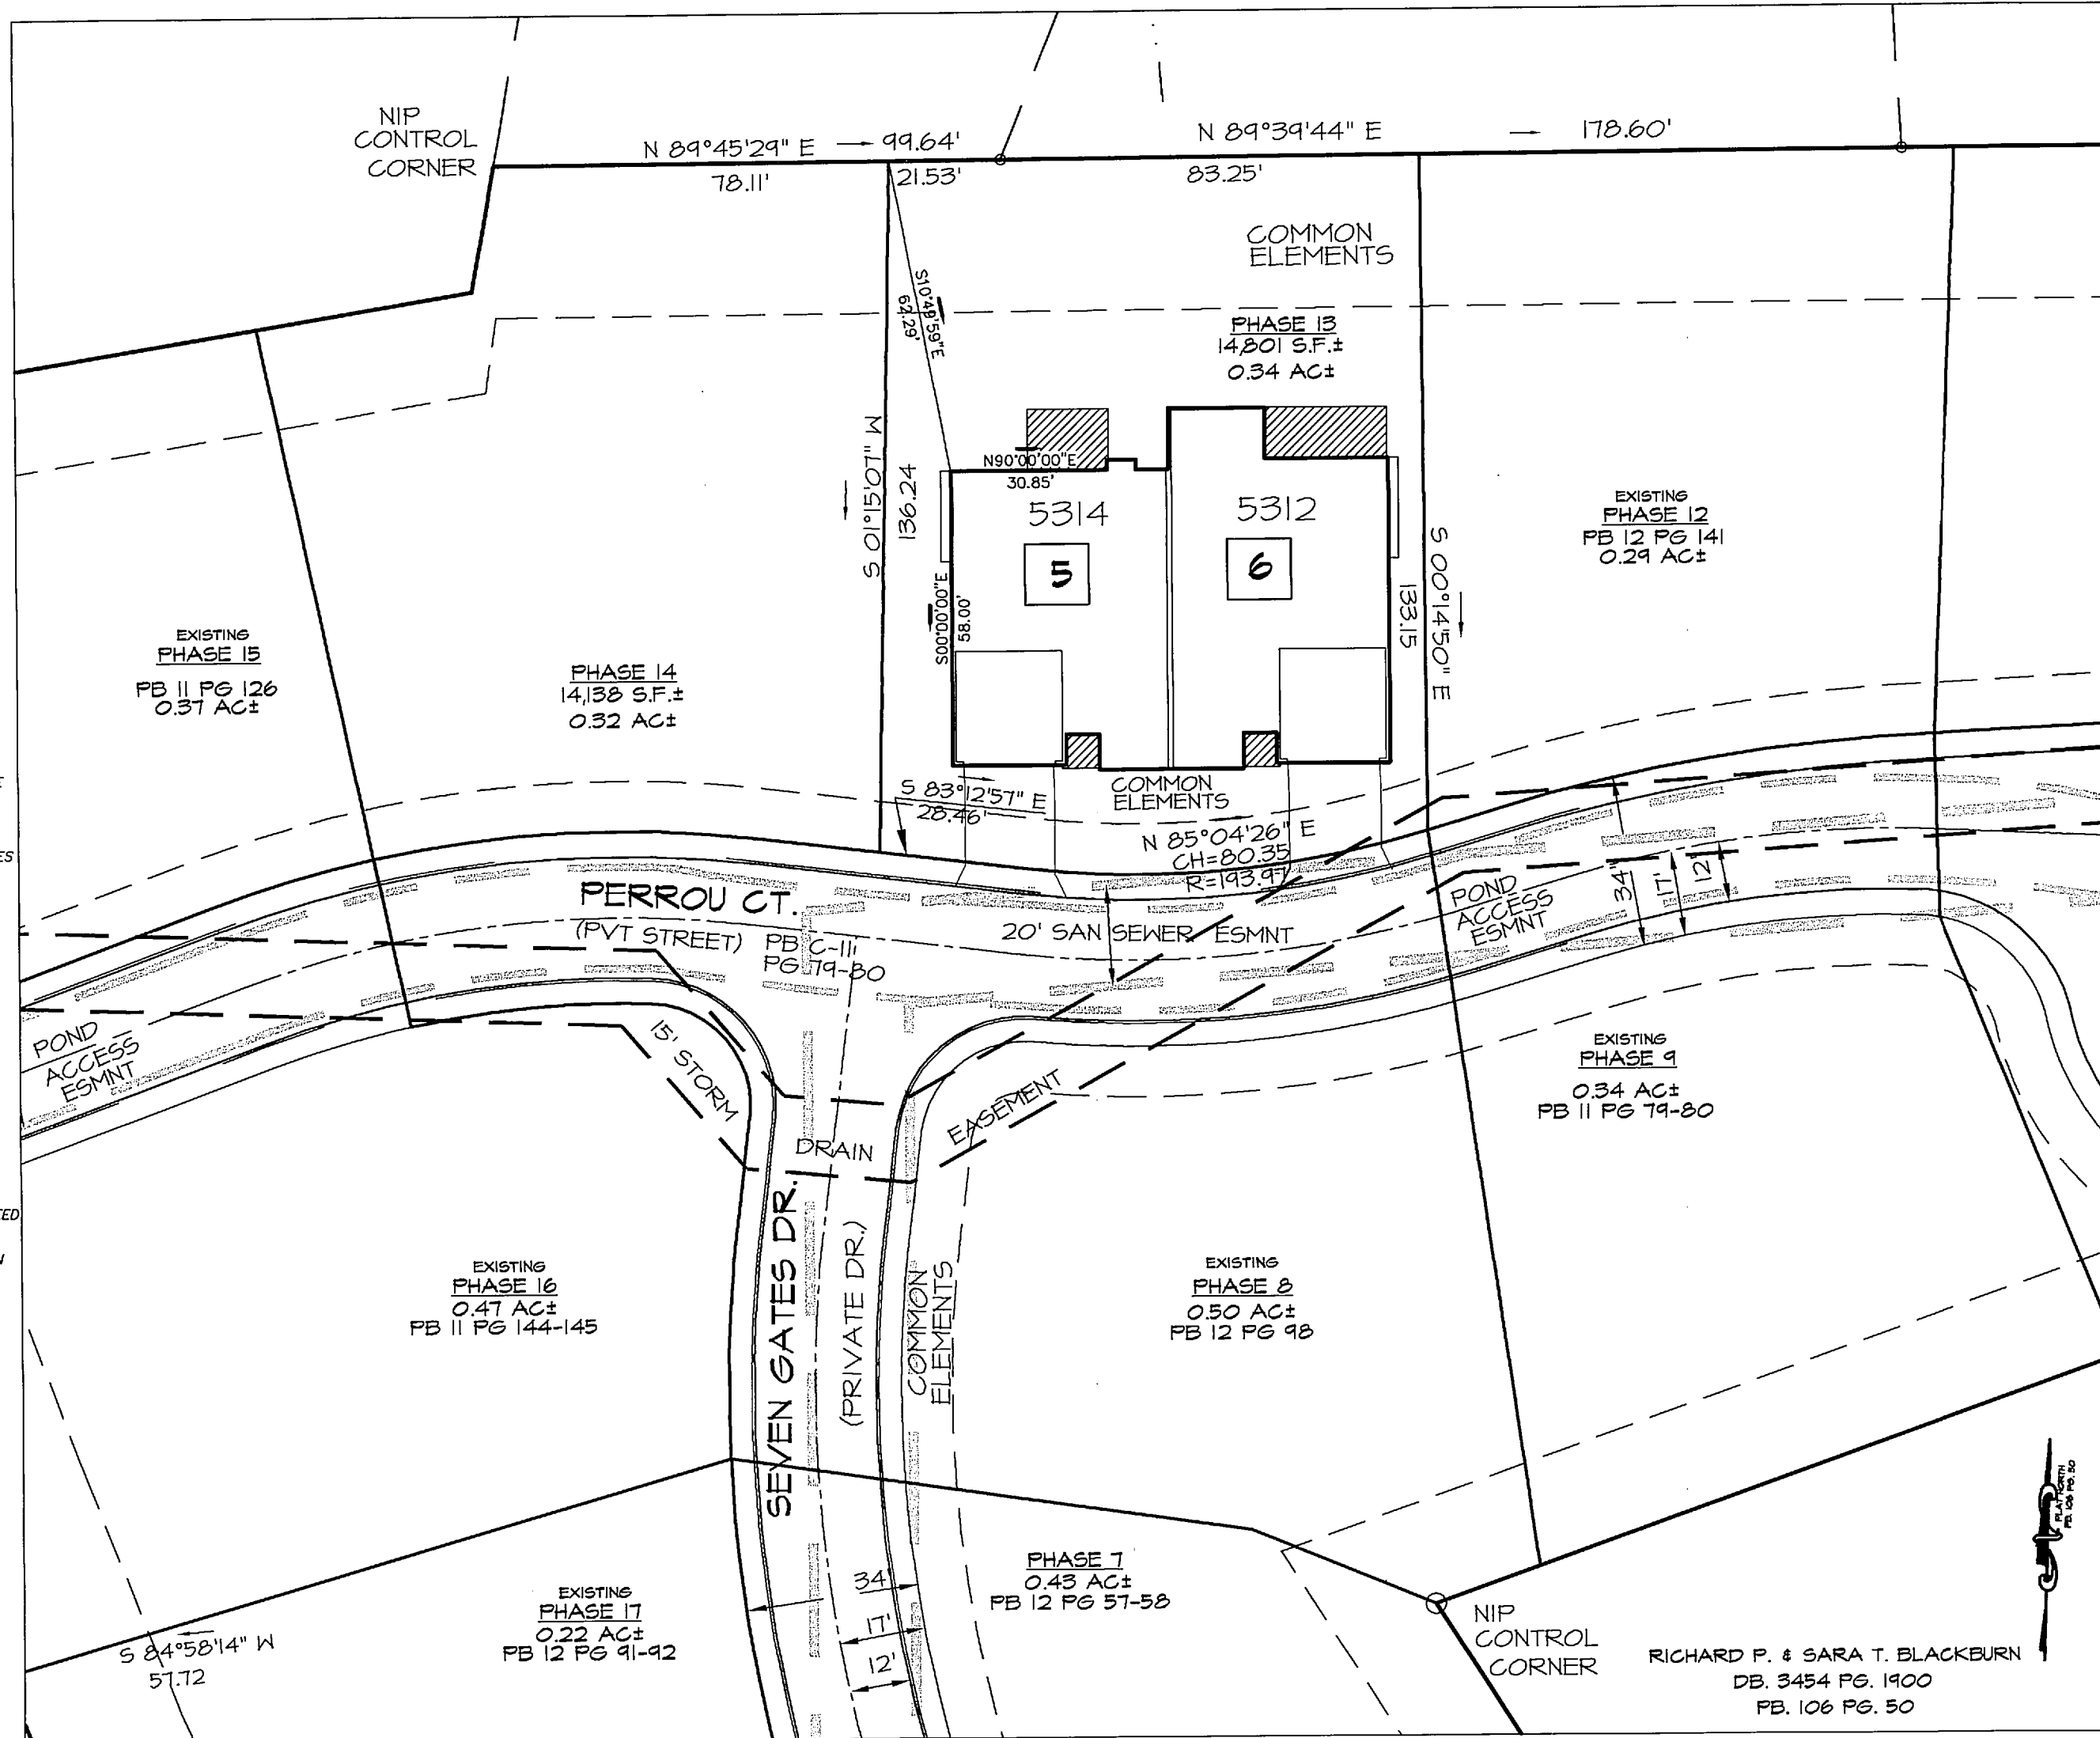 NIP
CONTROL
CORNER
N 89°45'29" E
99.64'
N 89°39'44" E
178.60'
78.11'
21.53'
83.25'
COMMON
ELEMENTS
62.29'
PHASE 13
14,801 S.F.±
0.34 AC±
S 01°15'07" W
136.24
N90°00'00"E
30.85'
5314
5312
5
6
S00°00'00"E
58.00'
S 00°14'50" E
133.15
EXISTING
PHASE 12
PB 12 PG 141
0.29 AC±
EXISTING
PHASE 15
PB 11 PG 126
0.37 AC±
PHASE 14
14,138 S.F.±
0.32 AC±
S 83°12'57" E
28.46'
COMMON
ELEMENTS
N 85°04'26" E
CH=80.35
R=193.97
PERROU CT.
(PVT STREET)
PB C-11
PG 79-80
20' SAN SEWER ESMNT
POND
ACCESS
ESMNT
34'
17'
12'
POND
ACCESS
ESMNT
15' STORM
DRAIN
EASEMENT
EXISTING
PHASE 9
0.34 AC±
PB 11 PG 79-80
SEVEN GATES DR.
(PRIVATE DR.)
COMMON
ELEMENTS
EXISTING
PHASE 16
0.47 AC±
PB 11 PG 144-145
EXISTING
PHASE 8
0.50 AC±
PB 12 PG 98
EXISTING
PHASE 17
0.22 AC±
PB 12 PG 91-92
S 84°58'14" W
57.72
34'
17'
12'
PHASE 7
0.43 AC±
PB 12 PG 57-58
NIP
CONTROL
CORNER
RICHARD P. & SARA T. BLACKBURN
DB. 3454 PG. 1900
PB. 106 PG. 50
PLAT NORTH
PB. 106 PG. 50